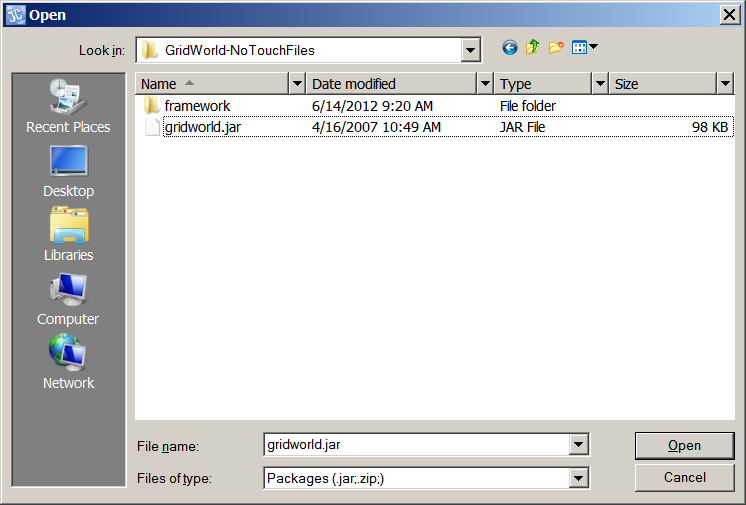 Open
Look in: GridWorld-NoTouchFiles
Name Date modified Type Size
framework 6/14/2012 9:20 AM File folder
gridworld.jar 4/16/2007 10:49 AM JAR File 98 KB
Recent Places
Desktop
Libraries
Computer
Network
File name: gridworld.jar Open
Files of type: Packages (.jar;.zip;) Cancel